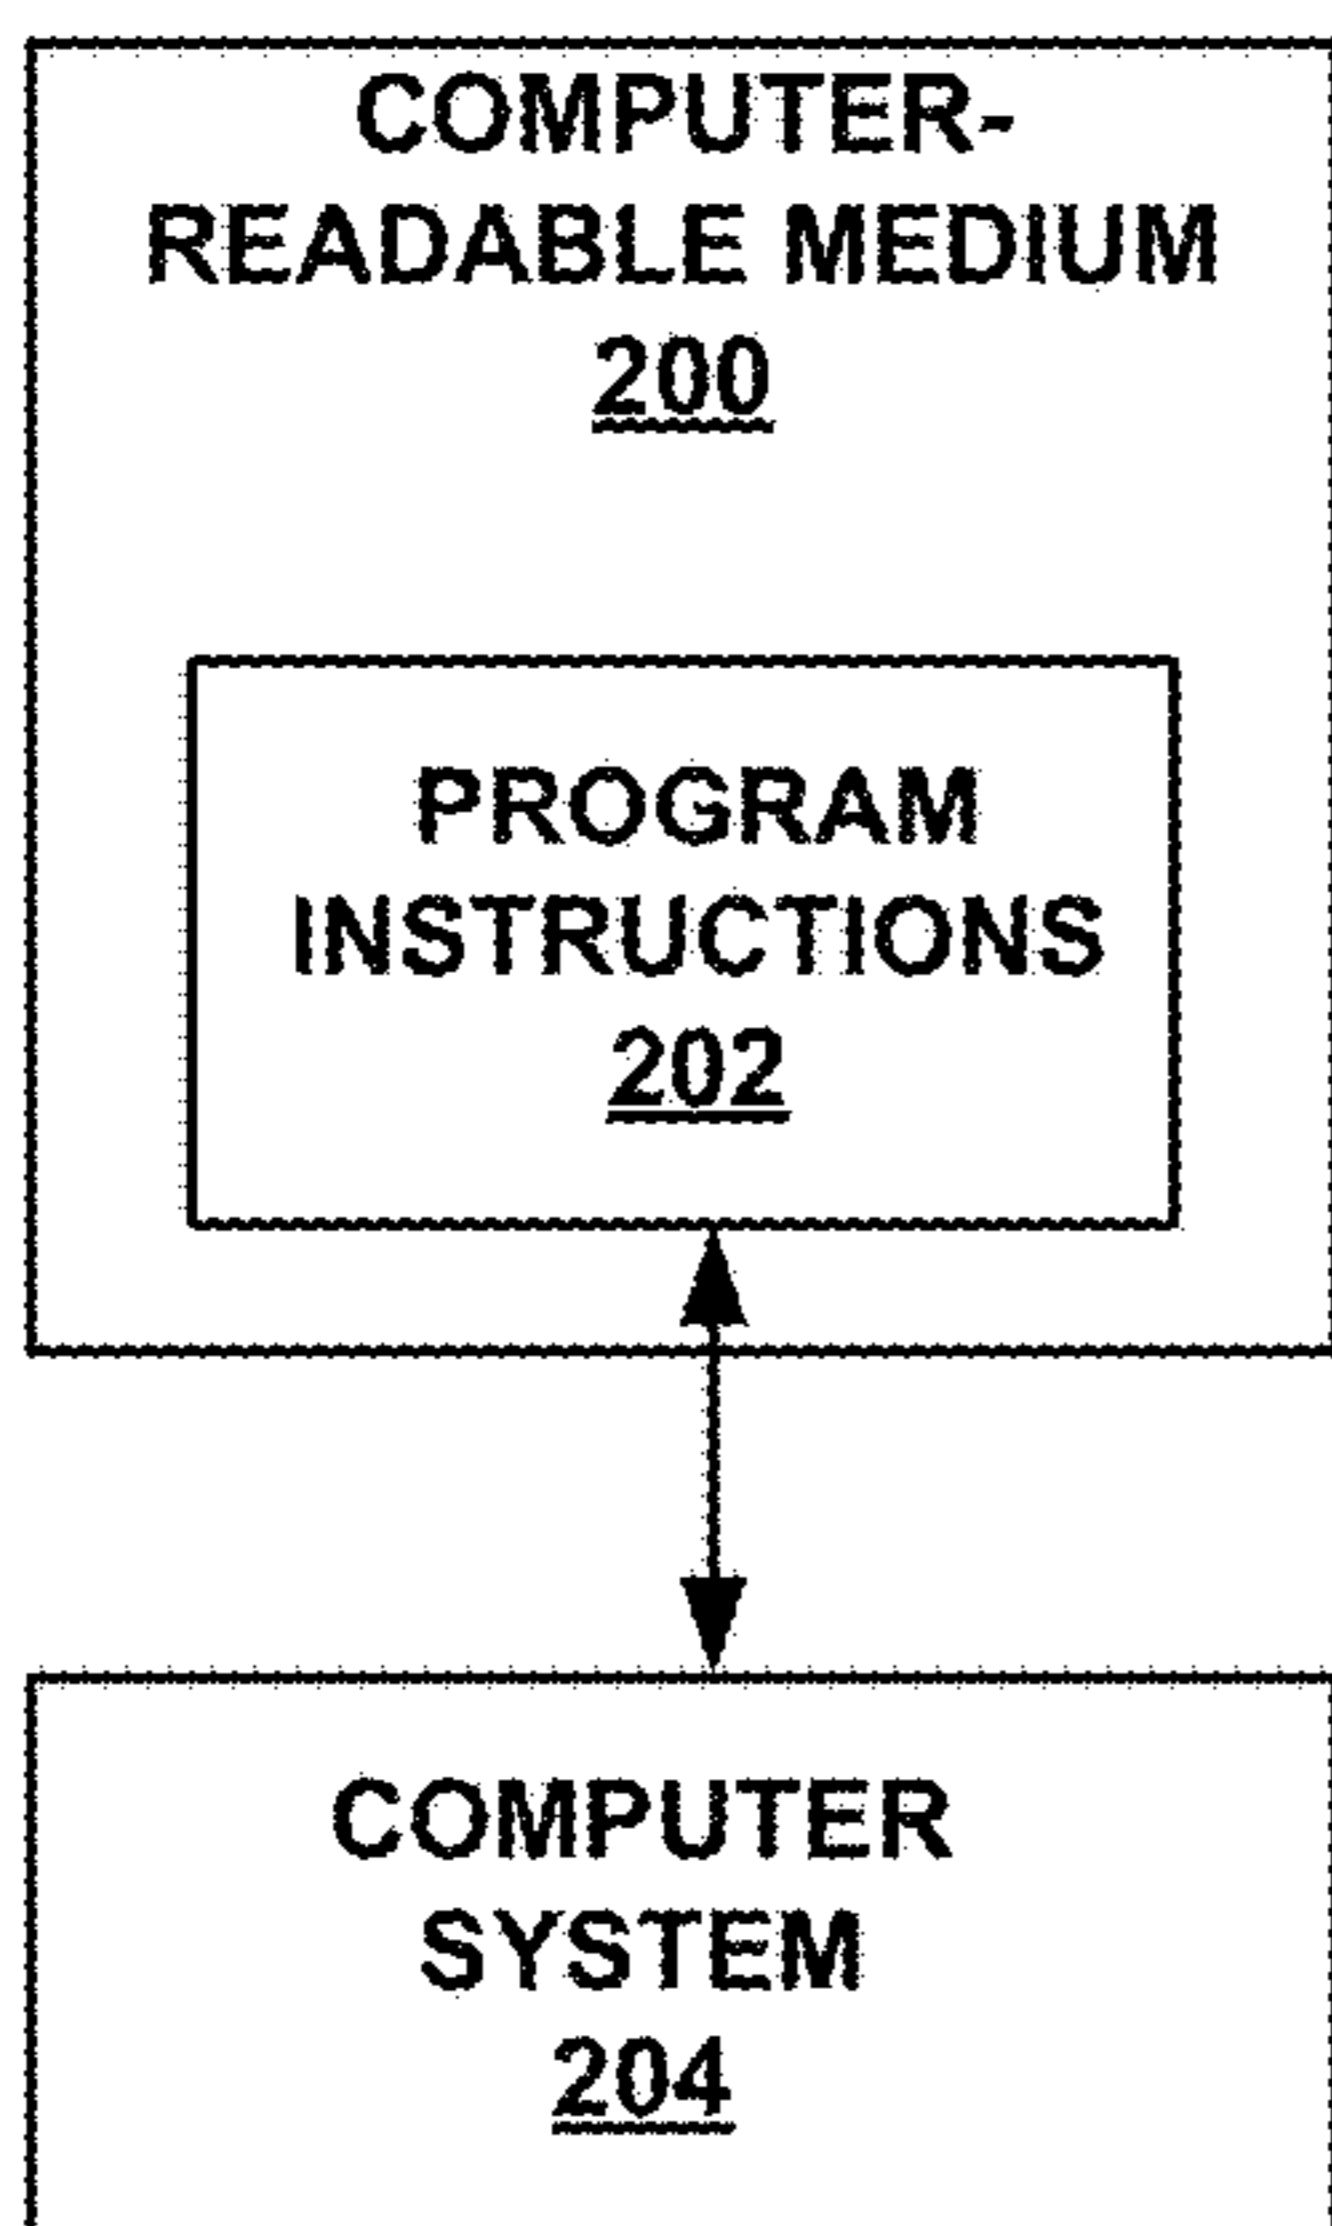 COMPUTER-
READABLE MEDIUM
200
PROGRAM
INSTRUCTIONS
202
COMPUTER
SYSTEM
204